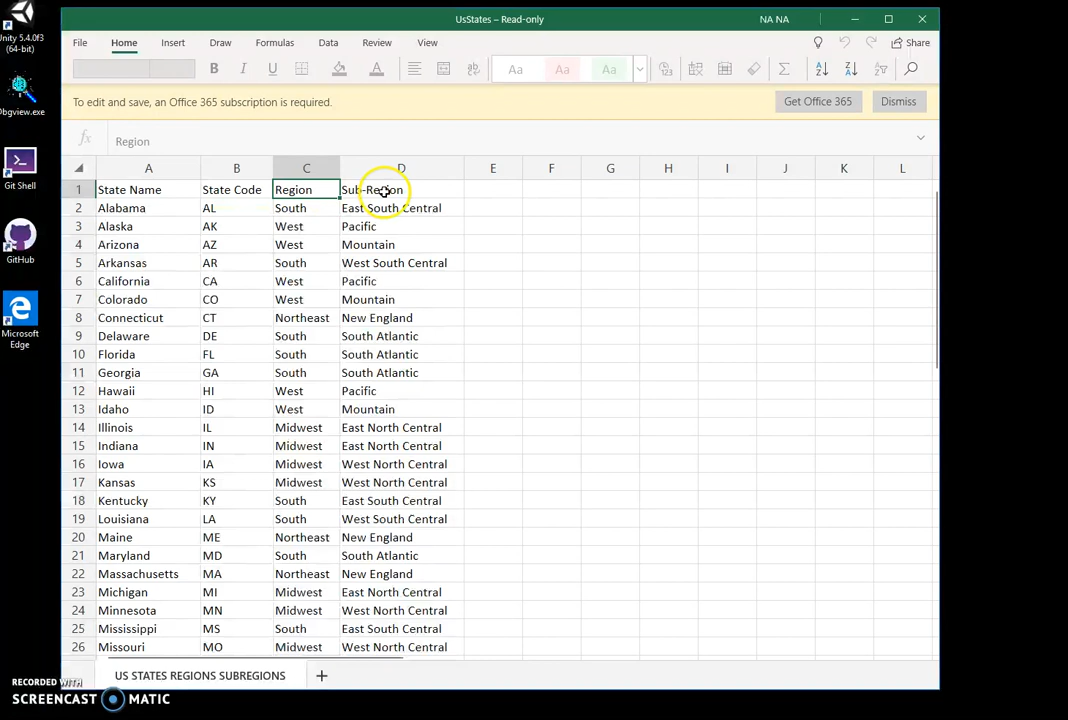 Unity 5.4.0f3
(64-bit)
Dbgview.exe
Git Shell
GitHub
Microsoft
Edge
UsStates – Read-only
NA NA
File Home Insert Draw Formulas Data Review View Share
B I U Aa Aa Aa
To edit and save, an Office 365 subscription is required. Get Office 365 Dismiss
fx Region
A B C D E F G H I J K L
1 State Name State Code Region Sub-Region
2 Alabama AL South East South Central
3 Alaska AK West Pacific
4 Arizona AZ West Mountain
5 Arkansas AR South West South Central
6 California CA West Pacific
7 Colorado CO West Mountain
8 Connecticut CT Northeast New England
9 Delaware DE South South Atlantic
10 Florida FL South South Atlantic
11 Georgia GA South South Atlantic
12 Hawaii HI West Pacific
13 Idaho ID West Mountain
14 Illinois IL Midwest East North Central
15 Indiana IN Midwest East North Central
16 Iowa IA Midwest West North Central
17 Kansas KS Midwest West North Central
18 Kentucky KY South East South Central
19 Louisiana LA South West South Central
20 Maine ME Northeast New England
21 Maryland MD South South Atlantic
22 Massachusetts MA Northeast New England
23 Michigan MI Midwest East North Central
24 Minnesota MN Midwest West North Central
25 Mississippi MS South East South Central
26 Missouri MO Midwest West North Central
US STATES REGIONS SUBREGIONS
RECORDED WITH
SCREENCAST MATIC